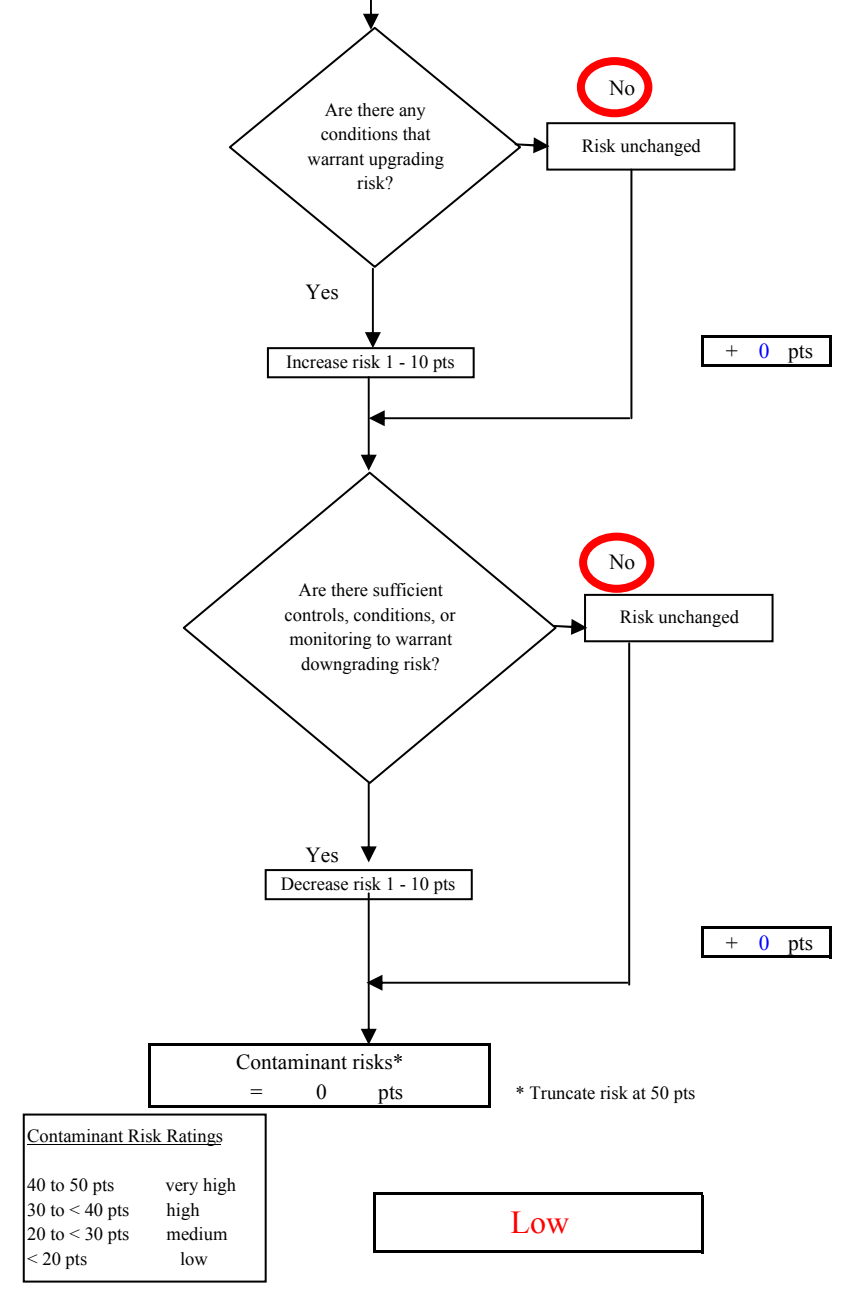 No
Are there any
conditions that
warrant upgrading
risk?
Risk unchanged
Yes
Increase risk 1 - 10 pts
+ 0 pts
No
Are there sufficient
controls, conditions, or
monitoring to warrant
downgrading risk?
Risk unchanged
Yes
Decrease risk 1 - 10 pts
+ 0 pts
Contaminant risks*
= 0 pts
* Truncate risk at 50 pts
Contaminant Risk Ratings
40 to 50 pts very high
30 to < 40 pts high
20 to < 30 pts medium
< 20 pts low
Low